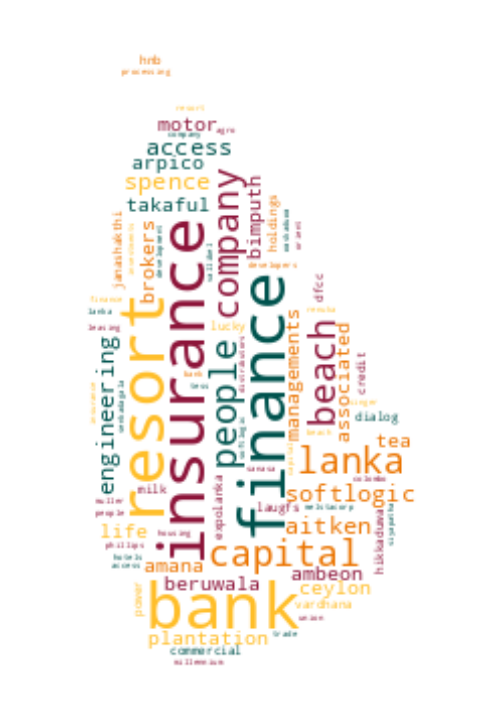 hnb
processing
resort
motor
agro
company
access
arpico
spence
takaful
company
bimputh
holdings
janashakthi
brokers
insurance
resort
finance
developers
dfcc
finance
lanka
leasing
lucky
people
engineering
managements
beach
associated
credit
singer
dialog
beach
tea
lanka
softlogic
milk
muller
people
expolanka
laugfs
colombo
hikkaduwa
aitken
life
housing
phillips
hotels
access
amana
capital
ambeon
beruwala
ceylon
power
bank
vardhana
union
plantation
trade
commercial
millennium